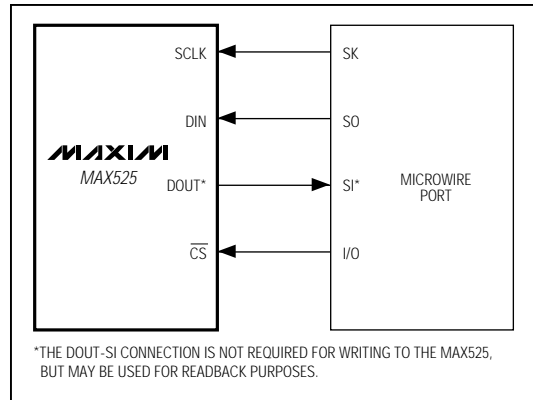 SCLK SK
DIN SO
MAXIM
MAX525
DOUT* SI* MICROWIRE
PORT
CS I/O
*THE DOUT-SI CONNECTION IS NOT REQUIRED FOR WRITING TO THE MAX525,
BUT MAY BE USED FOR READBACK PURPOSES.